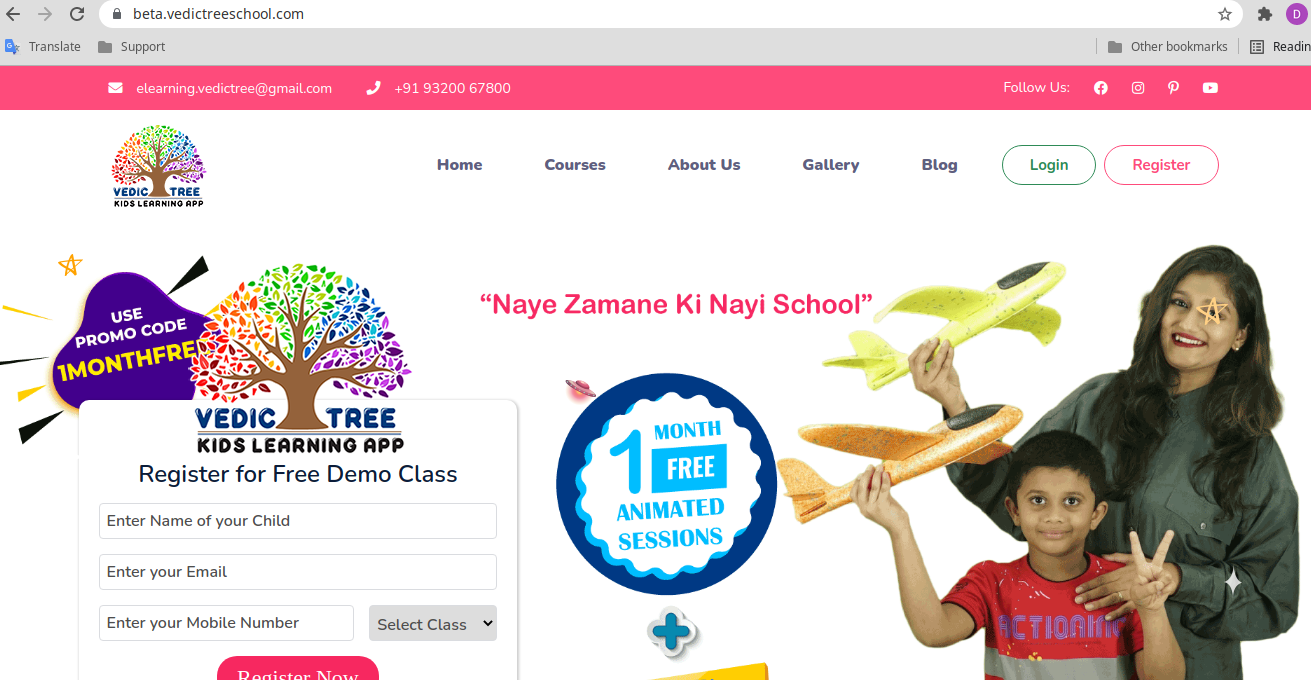 beta.vedictreeschool.com
D
Translate
Support
Other bookmarks
Readin
elearning.vedictree@gmail.com
+91 93200 67800
Follow Us:
VEDIC TREE
KIDS LEARNING APP
Home
Courses
About Us
Gallery
Blog
Login
Register
USE
PROMO CODE
1MONTHFRE
VEDIC TREE
KIDS LEARNING APP
Register for Free Demo Class
Enter Name of your Child
Enter your Email
Enter your Mobile Number
Select Class
Register Now
“Naye Zamane Ki Nayi School”
1 MONTH
FREE
ANIMATED
SESSIONS
ACTIONING